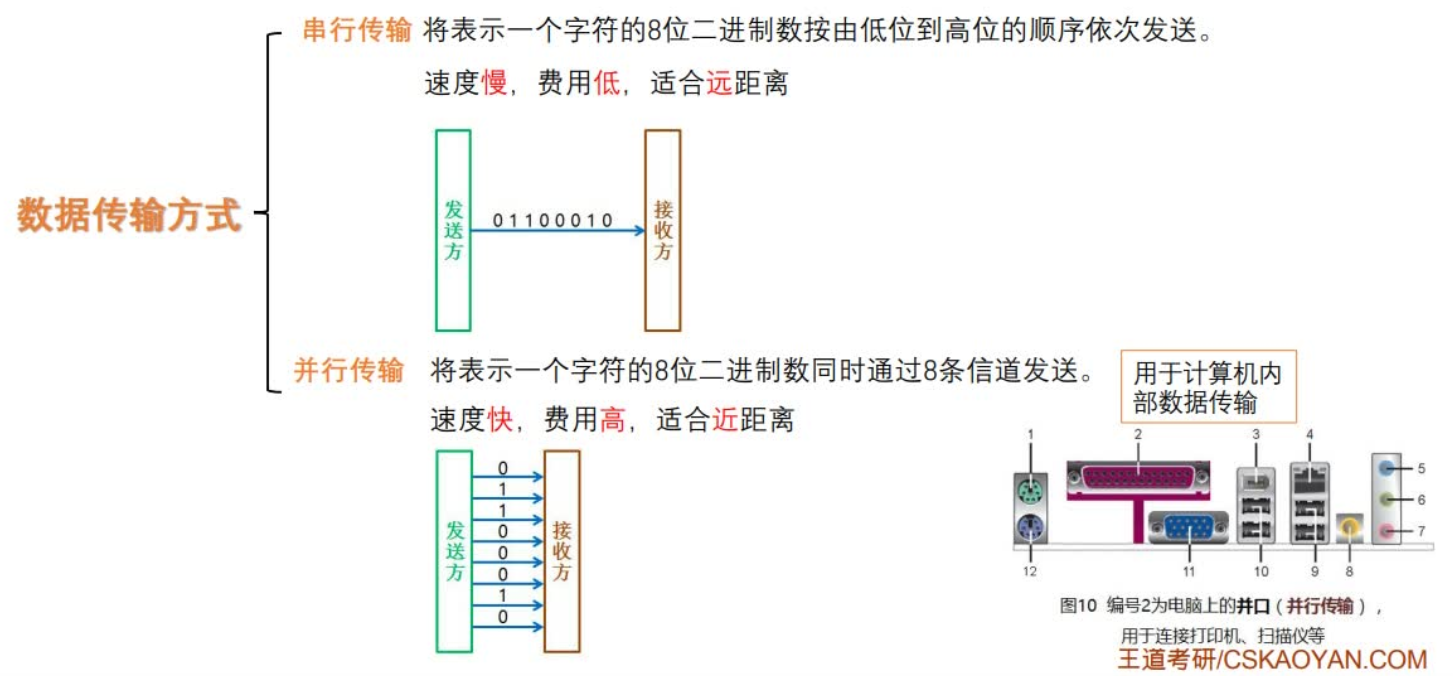 数据传输方式
串行传输 将表示一个字符的8位二进制数按由低位到高位的顺序依次发送。
速度慢，费用低，适合远距离
发送方
01100010
接收方
并行传输 将表示一个字符的8位二进制数同时通过8条信道发送。
速度快，费用高，适合近距离
发送方
0
1
1
0
0
0
1
0
接收方
用于计算机内
部数据传输
1
2
3
4
5
6
7
12
11
10
9
8
图10 编号2为电脑上的并口（并行传输），
用于连接打印机、扫描仪等
王道考研/CSKAOYAN.COM